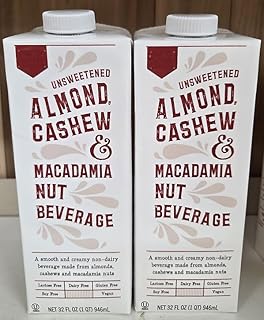 UNSWEETENED
ALMOND,
CASHEW
&
MACADAMIA
NUT
BEVERAGE
A smooth and creamy non-dairy
beverage made from almonds,
cashews and macadamia nuts
Lactose Free Dairy Free Gluten Free
Soy Free Vegan
NET 32 FL OZ (1 QT) 946mL
UNSWEETENED
ALMOND,
CASHEW
&
MACADAMIA
NUT
BEVERAGE
A smooth and creamy non-dairy
beverage made from almonds,
cashews and macadamia nuts
Lactose Free Dairy Free Gluten Free
Soy Free Vegan
NET 32 FL OZ (1 QT) 946mL